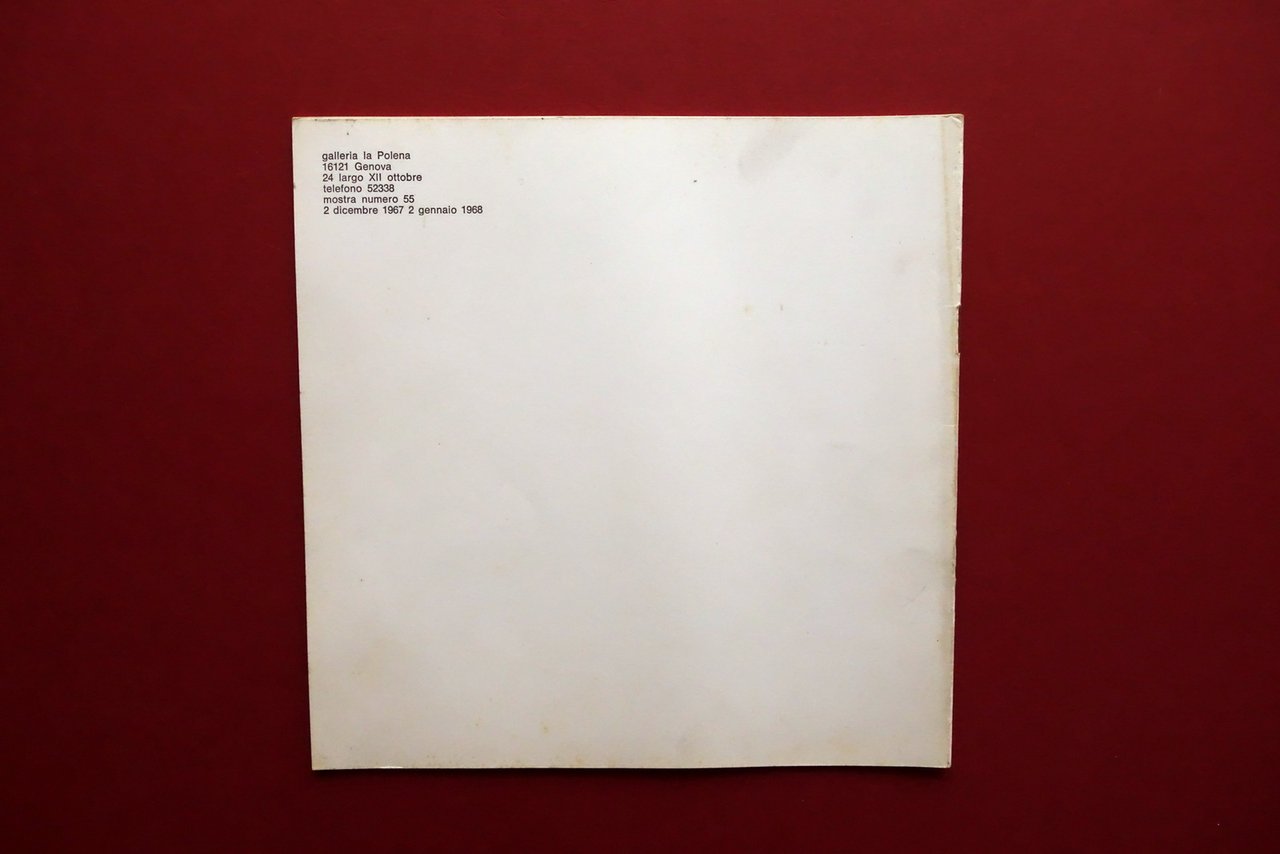 galleria la Polena
16121 Genova
24 largo XII ottobre
telefono 52338
mostra numero 55
2 dicembre 1967 2 gennaio 1968